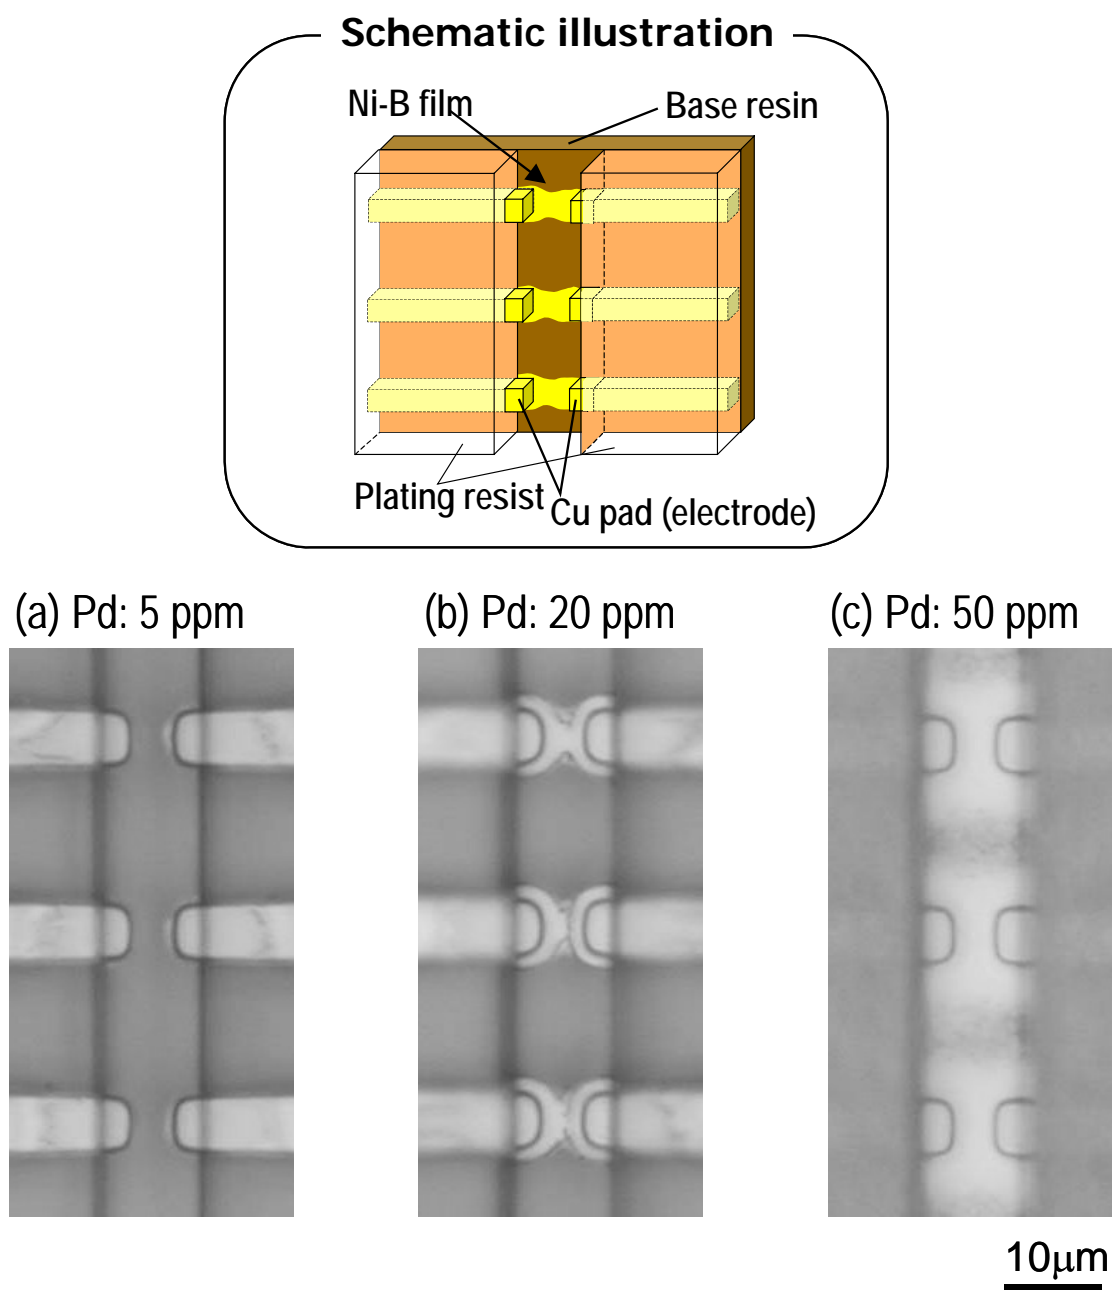 Schematic illustration
Ni-B film
Base resin
Plating resist
Cu pad (electrode)
(a) Pd: 5 ppm
(b) Pd: 20 ppm
(c) Pd: 50 ppm
10μm